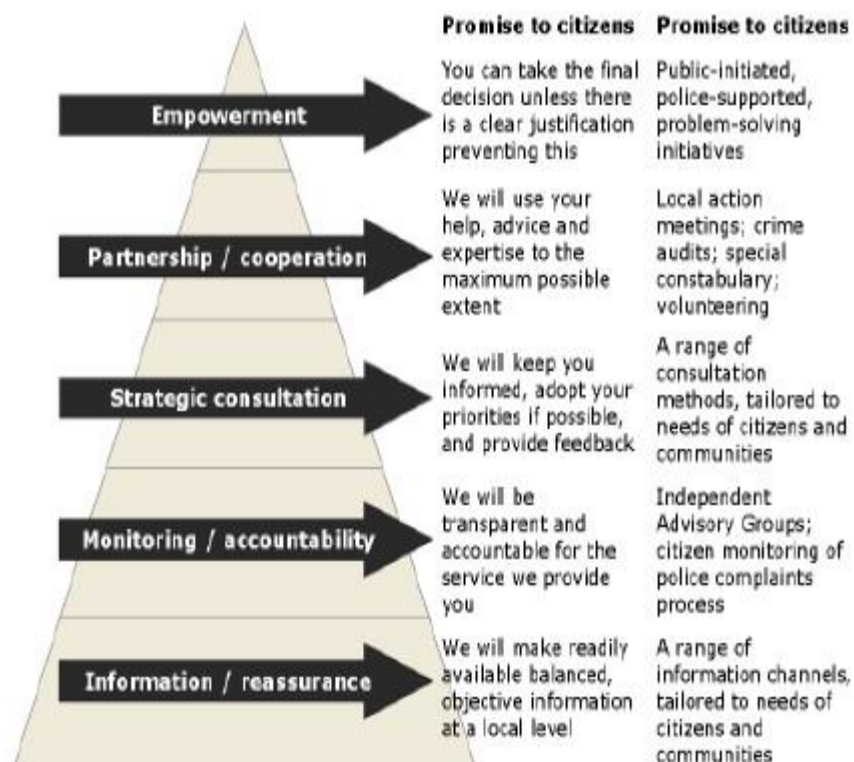 Promise to citizens
Promise to citizens
Empowerment
You can take the final
decision unless there
is a clear justification
preventing this
Public-initiated,
police-supported,
problem-solving
initiatives
Partnership / cooperation
We will use your
help, advice and
expertise to the
maximum possible
extent
Local action
meetings; crime
audits; special
constabulary;
volunteering
Strategic consultation
We will keep you
informed, adopt your
priorities if possible,
and provide feedback
A range of
consultation
methods, tailored to
needs of citizens and
communities
Monitoring / accountability
We will be
transparent and
accountable for the
service we provide
you
Independent
Advisory Groups;
citizen monitoring of
police complaints
process
Information / reassurance
We will make readily
available balanced,
objective information
at a local level
A range of
information channels,
tailored to needs of
citizens and
communities